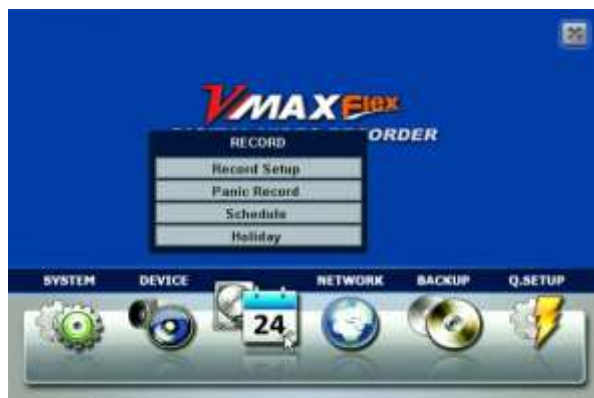 VMAX Flex
ORDER
RECORD
Record Setup
Panic Record
Schedule
Holiday
SYSTEM DEVICE NETWORK BACKUP Q.SETUP
24